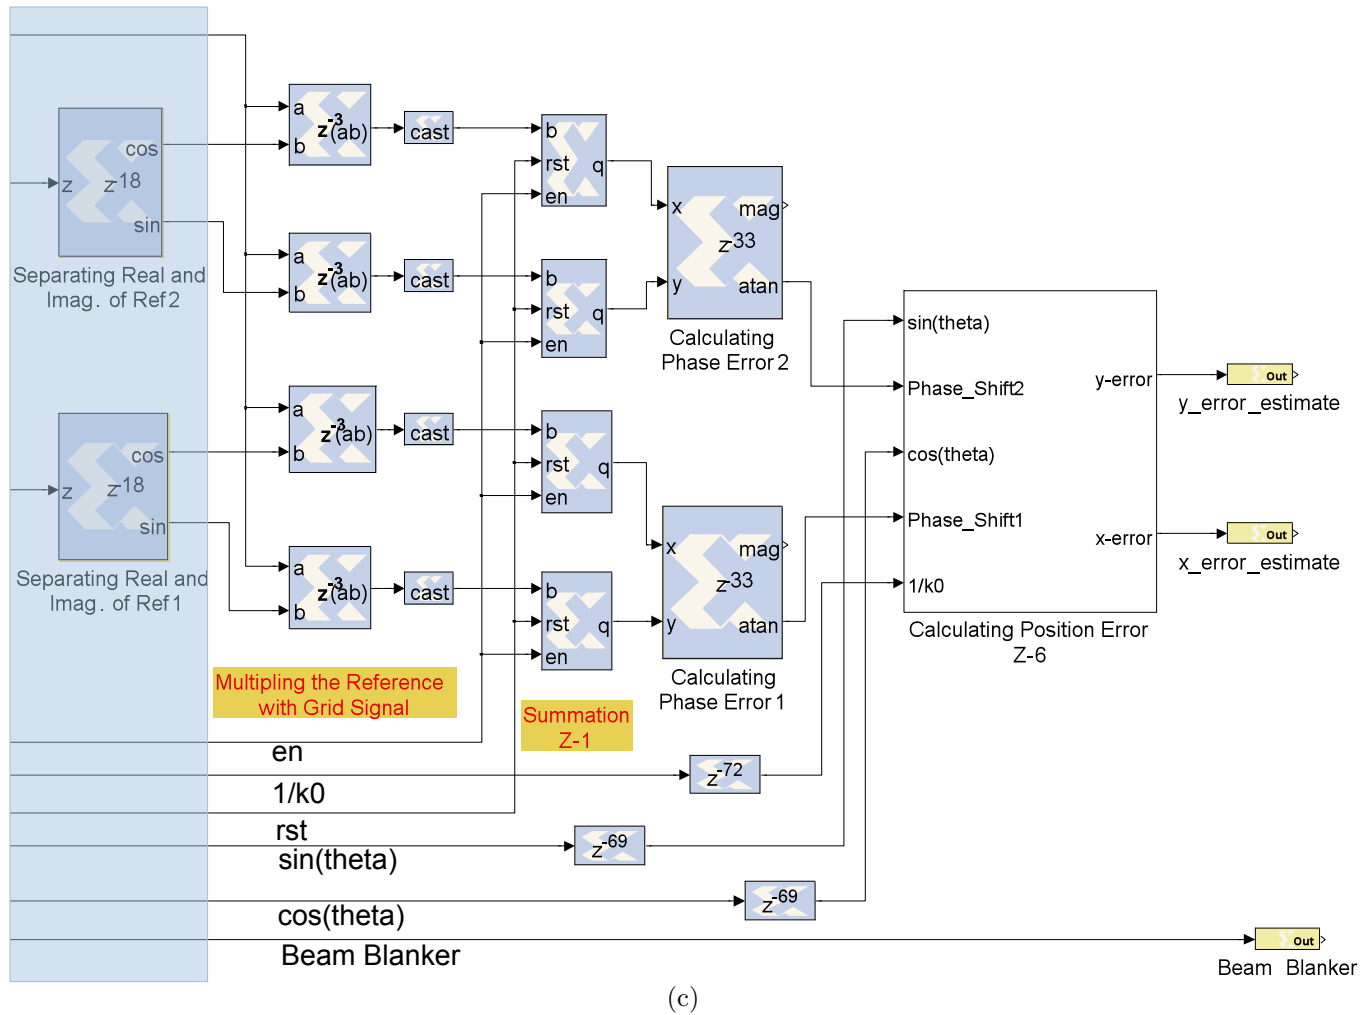 a
b
z-3(ab)
cast
b
rst
en
q
z
z-18
cos
sin
Separating Real and
Imag. of Ref 2
a
b
z-3(ab)
cast
b
rst
en
q
x
y
mag
z-33
atan
Calculating
Phase Error 2
a
b
z-3(ab)
cast
b
rst
en
q
z
z-18
cos
sin
Separating Real and
Imag. of Ref 1
a
b
z-3(ab)
cast
b
rst
en
q
x
y
mag
z-33
atan
Calculating
Phase Error 1
sin(theta)
Phase_Shift2
cos(theta)
Phase_Shift1
1/k0
y-error
x-error
Calculating Position Error
Z-6
Out
y_error_estimate
Out
x_error_estimate
Multipling the Reference
with Grid Signal
Summation
Z-1
en
z-72
1/k0
rst
z-69
sin(theta)
z-69
cos(theta)
Beam Blanker
Out
Beam Blanker
(c)